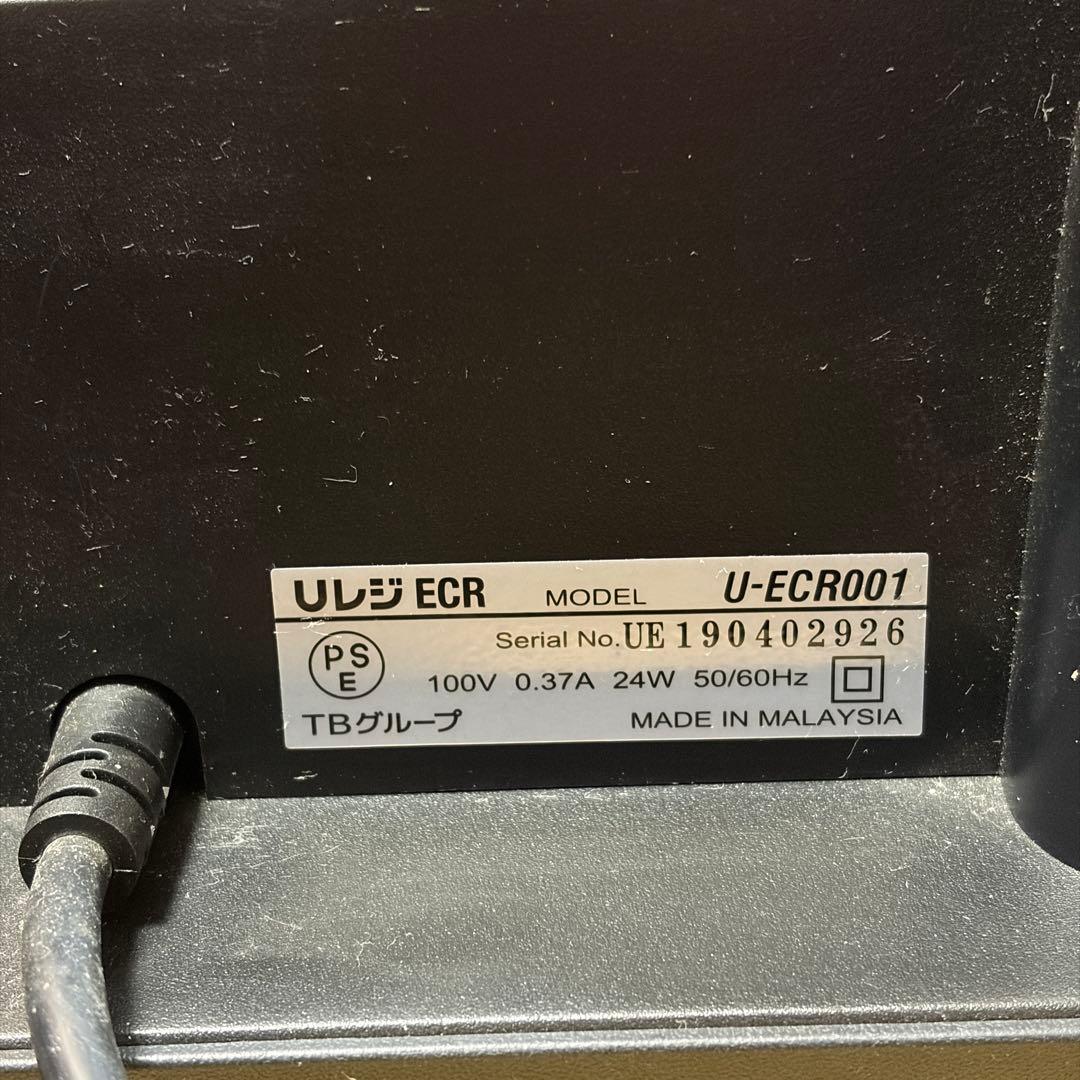 Uレジ ECR MODEL U-ECR001
Serial No. UE190402926
PSE
100V 0.37A 24W 50/60Hz
TBグループ MADE IN MALAYSIA